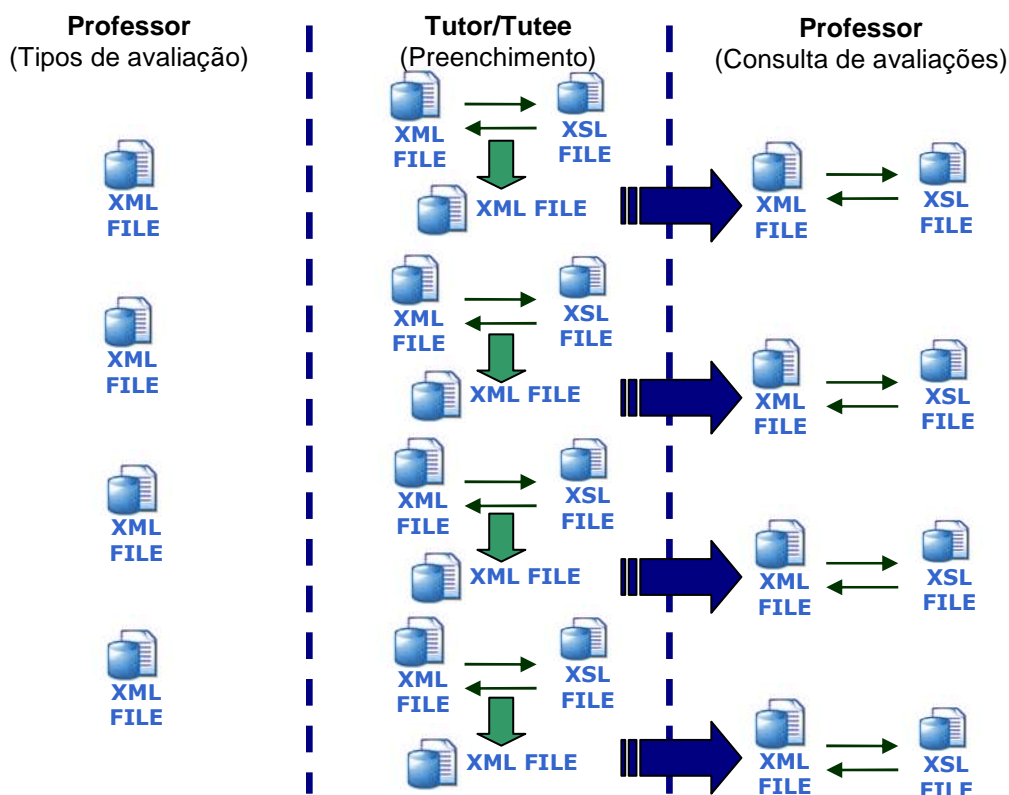 Professor
(Tipos de avaliação)
Tutor/Tutee
(Preenchimento)
Professor
(Consulta de avaliações)
XML
FILE
XML
FILE
XML
FILE
XML
FILE
XML
FILE
XSL
FILE
XML FILE
XML
FILE
XSL
FILE
XML FILE
XML
FILE
XSL
FILE
XML FILE
XML
FILE
XSL
FILE
XML FILE
XML
FILE
XSL
FILE
XML
FILE
XSL
FILE
XML
FILE
XSL
FILE
XML
FILE
XSL
FILE